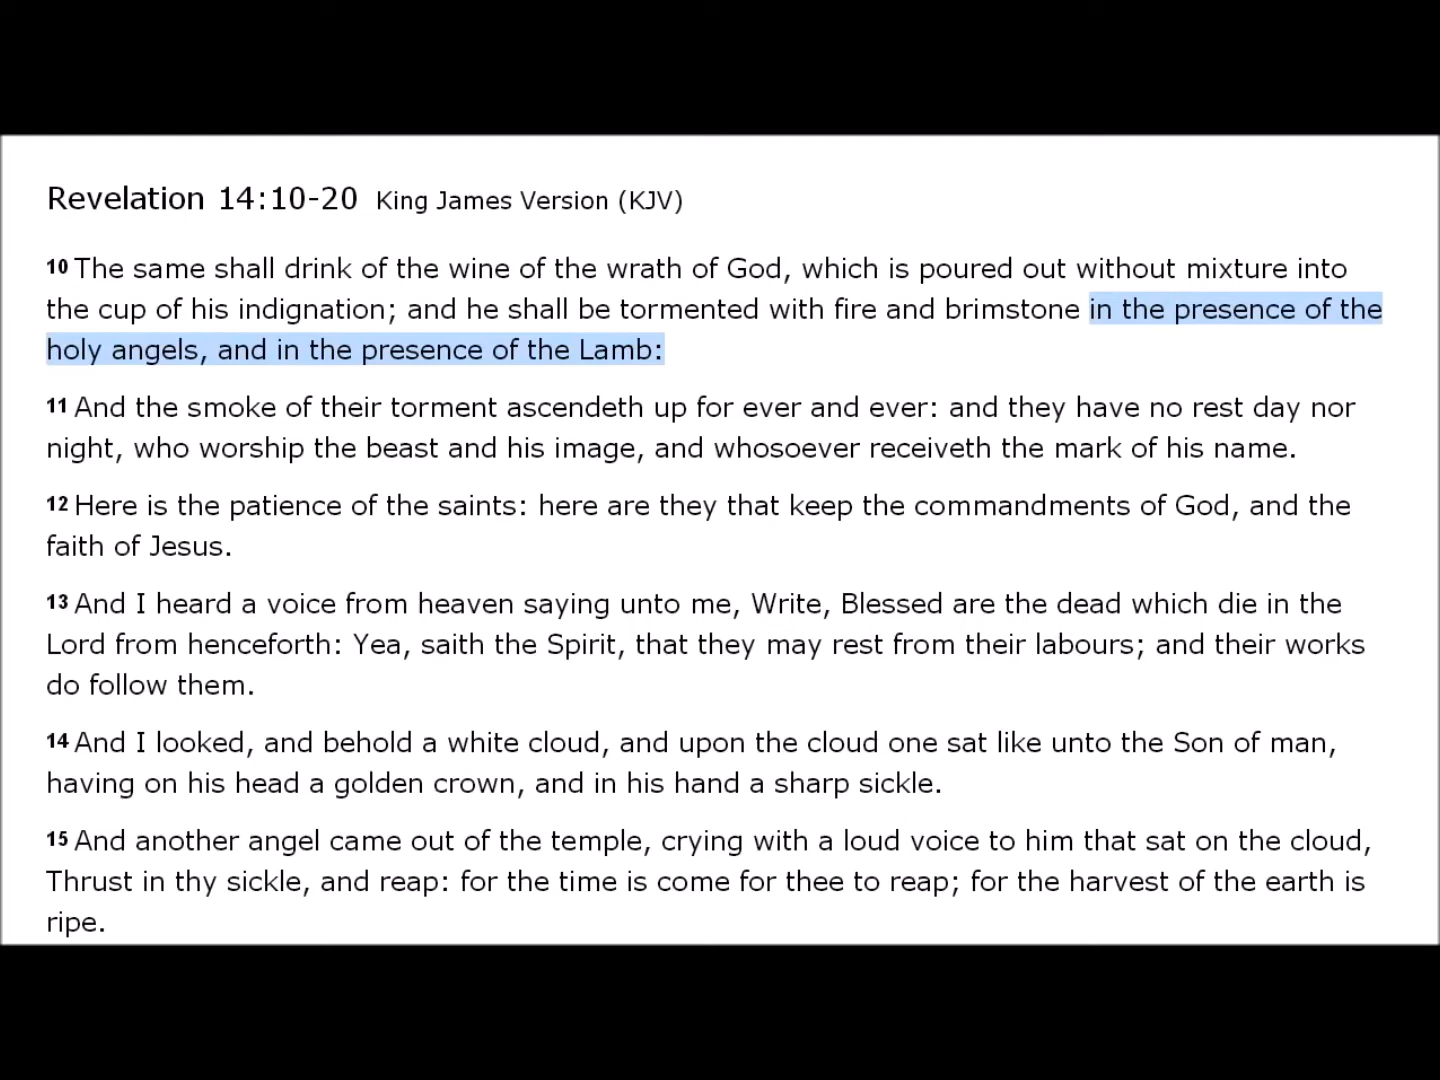 Revelation 14:10-20 King James Version (KJV)
10 The same shall drink of the wine of the wrath of God, which is poured out without mixture into
the cup of his indignation; and he shall be tormented with fire and brimstone in the presence of the
holy angels, and in the presence of the Lamb:
11 And the smoke of their torment ascendeth up for ever and ever: and they have no rest day nor
night, who worship the beast and his image, and whosoever receiveth the mark of his name.
12 Here is the patience of the saints: here are they that keep the commandments of God, and the
faith of Jesus.
13 And I heard a voice from heaven saying unto me, Write, Blessed are the dead which die in the
Lord from henceforth: Yea, saith the Spirit, that they may rest from their labours; and their works
do follow them.
14 And I looked, and behold a white cloud, and upon the cloud one sat like unto the Son of man,
having on his head a golden crown, and in his hand a sharp sickle.
15 And another angel came out of the temple, crying with a loud voice to him that sat on the cloud,
Thrust in thy sickle, and reap: for the time is come for thee to reap; for the harvest of the earth is
ripe.